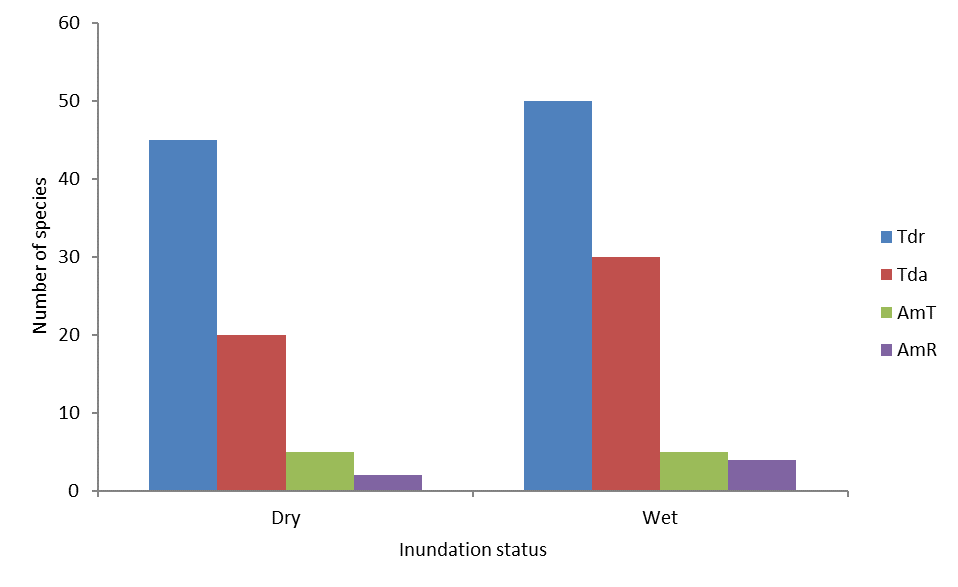 60
50
40
30
20
10
0
Number of species
Dry
Wet
Inundation status
Tdr
Tda
AmT
AmR